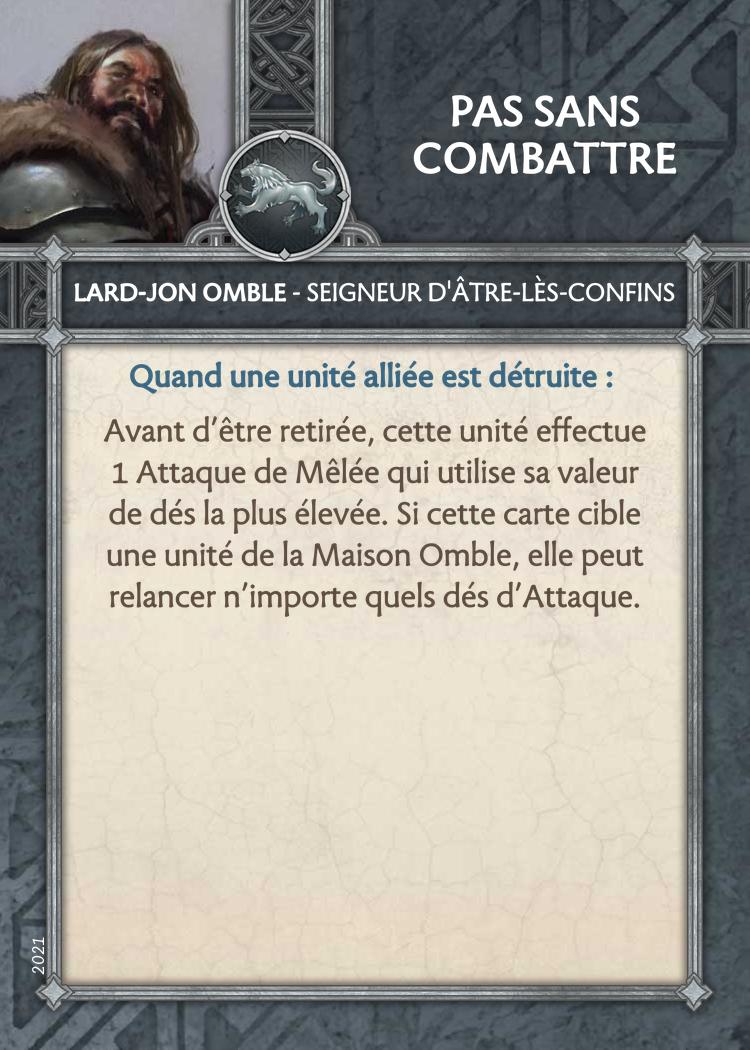 PAS SANS
COMBATTRE
LARD-JON OMBLE - SEIGNEUR D'ÂTRE-LÈS-CONFINS
Quand une unité alliée est détruite :
Avant d’être retirée, cette unité effectue
1 Attaque de Mêlée qui utilise sa valeur
de dés la plus élevée. Si cette carte cible
une unité de la Maison Omble, elle peut
relancer n’importe quels dés d’Attaque.
2021